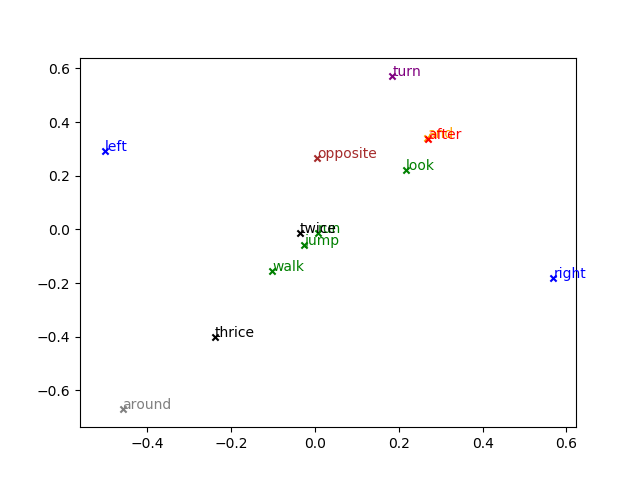 0.6
turn
0.4
after
left
opposite
look
0.2
0.0
twice
run
jump
walk
right
−0.2
thrice
−0.4
−0.6
around
−0.4 −0.2 0.0 0.2 0.4 0.6